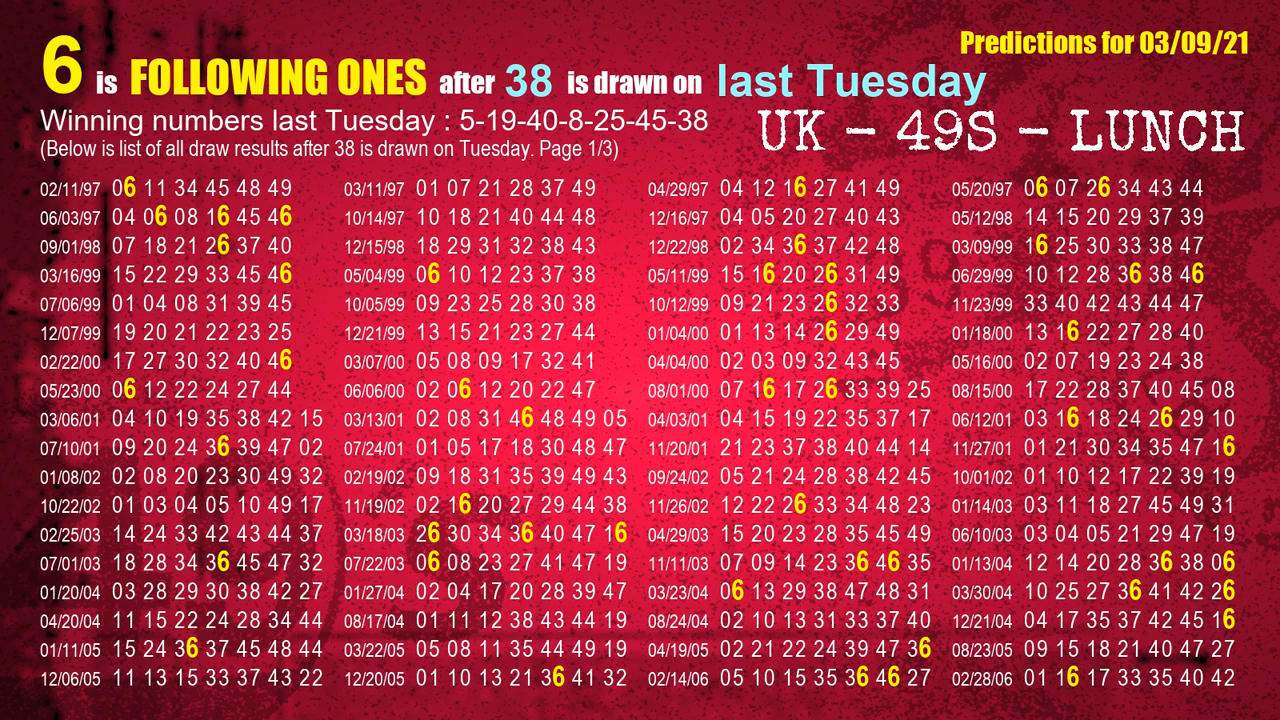 Predictions for 03/09/21
6 is FOLLOWING ONES after 38 is drawn on last Tuesday
Winning numbers last Tuesday : 5-19-40-8-25-45-38
UK - 49S - LUNCH
(Below is list of all draw results after 38 is drawn on Tuesday. Page 1/3)
02/11/97 06 11 34 45 48 49 03/11/97 01 07 21 28 37 49 04/29/97 04 12 16 27 41 49 05/20/97 06 07 26 34 43 44
06/03/97 04 06 08 16 45 46 10/14/97 10 18 21 40 44 48 12/16/97 04 05 20 27 40 43 05/12/98 14 15 20 29 37 39
09/01/98 07 18 21 26 37 40 12/15/98 18 29 31 32 38 43 12/22/98 02 34 36 37 42 48 03/09/99 16 25 30 33 38 47
03/16/99 15 22 29 33 45 46 05/04/99 06 10 12 23 37 38 05/11/99 15 16 20 26 31 49 06/29/99 10 12 28 36 38 46
07/06/99 01 04 08 31 39 45 10/05/99 09 23 25 28 30 38 10/12/99 09 21 23 26 32 33 11/23/99 33 40 42 43 44 47
12/07/99 19 20 21 22 23 25 12/21/99 13 15 21 23 27 44 01/04/00 01 13 14 26 29 49 01/18/00 13 16 22 27 28 40
02/22/00 17 27 30 32 40 46 03/07/00 05 08 09 17 32 41 04/04/00 02 03 09 32 43 45 05/16/00 02 07 19 23 24 38
05/23/00 06 12 22 24 27 44 06/06/00 02 06 12 20 22 47 08/01/00 07 16 17 26 33 39 25 08/15/00 17 22 28 37 40 45 08
03/06/01 04 10 19 35 38 42 15 03/13/01 02 08 31 46 48 49 05 04/03/01 04 15 19 22 35 37 17 06/12/01 03 16 18 24 26 29 10
07/10/01 09 20 24 36 39 47 02 07/24/01 01 05 17 18 30 48 47 11/20/01 21 23 37 38 40 44 14 11/27/01 01 21 30 34 35 47 16
01/08/02 02 08 20 23 30 49 32 02/19/02 09 18 31 35 39 49 43 09/24/02 05 21 24 28 38 42 45 10/01/02 01 10 12 17 22 39 19
10/22/02 01 03 04 05 10 49 17 11/19/02 02 16 20 27 29 44 38 11/26/02 12 22 26 33 34 48 23 01/14/03 03 11 18 27 45 49 31
02/25/03 14 24 33 42 43 44 37 03/18/03 26 30 34 36 40 47 16 04/29/03 15 20 23 28 35 45 49 06/10/03 03 04 05 21 29 47 19
07/01/03 18 28 34 36 45 47 32 07/22/03 06 08 23 27 41 47 19 11/11/03 07 09 14 23 36 46 35 01/13/04 12 14 20 28 36 38 06
01/20/04 03 28 29 30 38 42 27 01/27/04 02 04 17 20 28 39 47 03/23/04 06 13 29 38 47 48 31 03/30/04 10 25 27 36 41 42 26
04/20/04 11 15 22 24 28 34 44 08/17/04 01 11 12 38 43 44 19 08/24/04 02 10 13 31 33 37 40 12/21/04 04 17 35 37 42 45 16
01/11/05 15 24 36 37 45 48 44 03/22/05 05 08 11 35 44 49 19 04/19/05 02 21 22 24 39 47 36 08/23/05 09 15 18 21 40 47 27
12/06/05 11 13 15 33 37 43 22 12/20/05 01 10 13 21 36 41 32 02/14/06 05 10 15 35 36 46 27 02/28/06 01 16 17 33 35 40 42